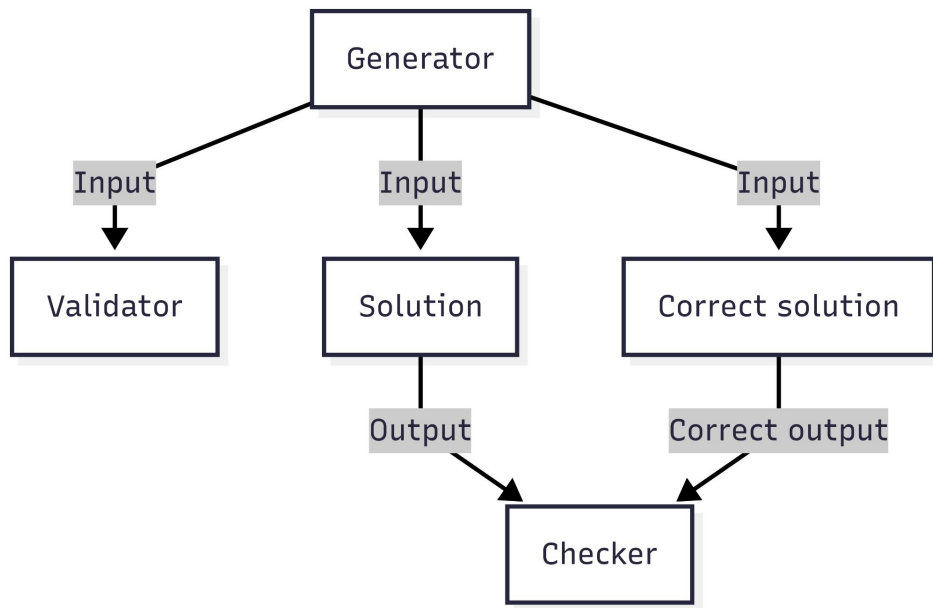 Generator
Input
Input
Input
Validator
Solution
Correct solution
Output
Correct output
Checker